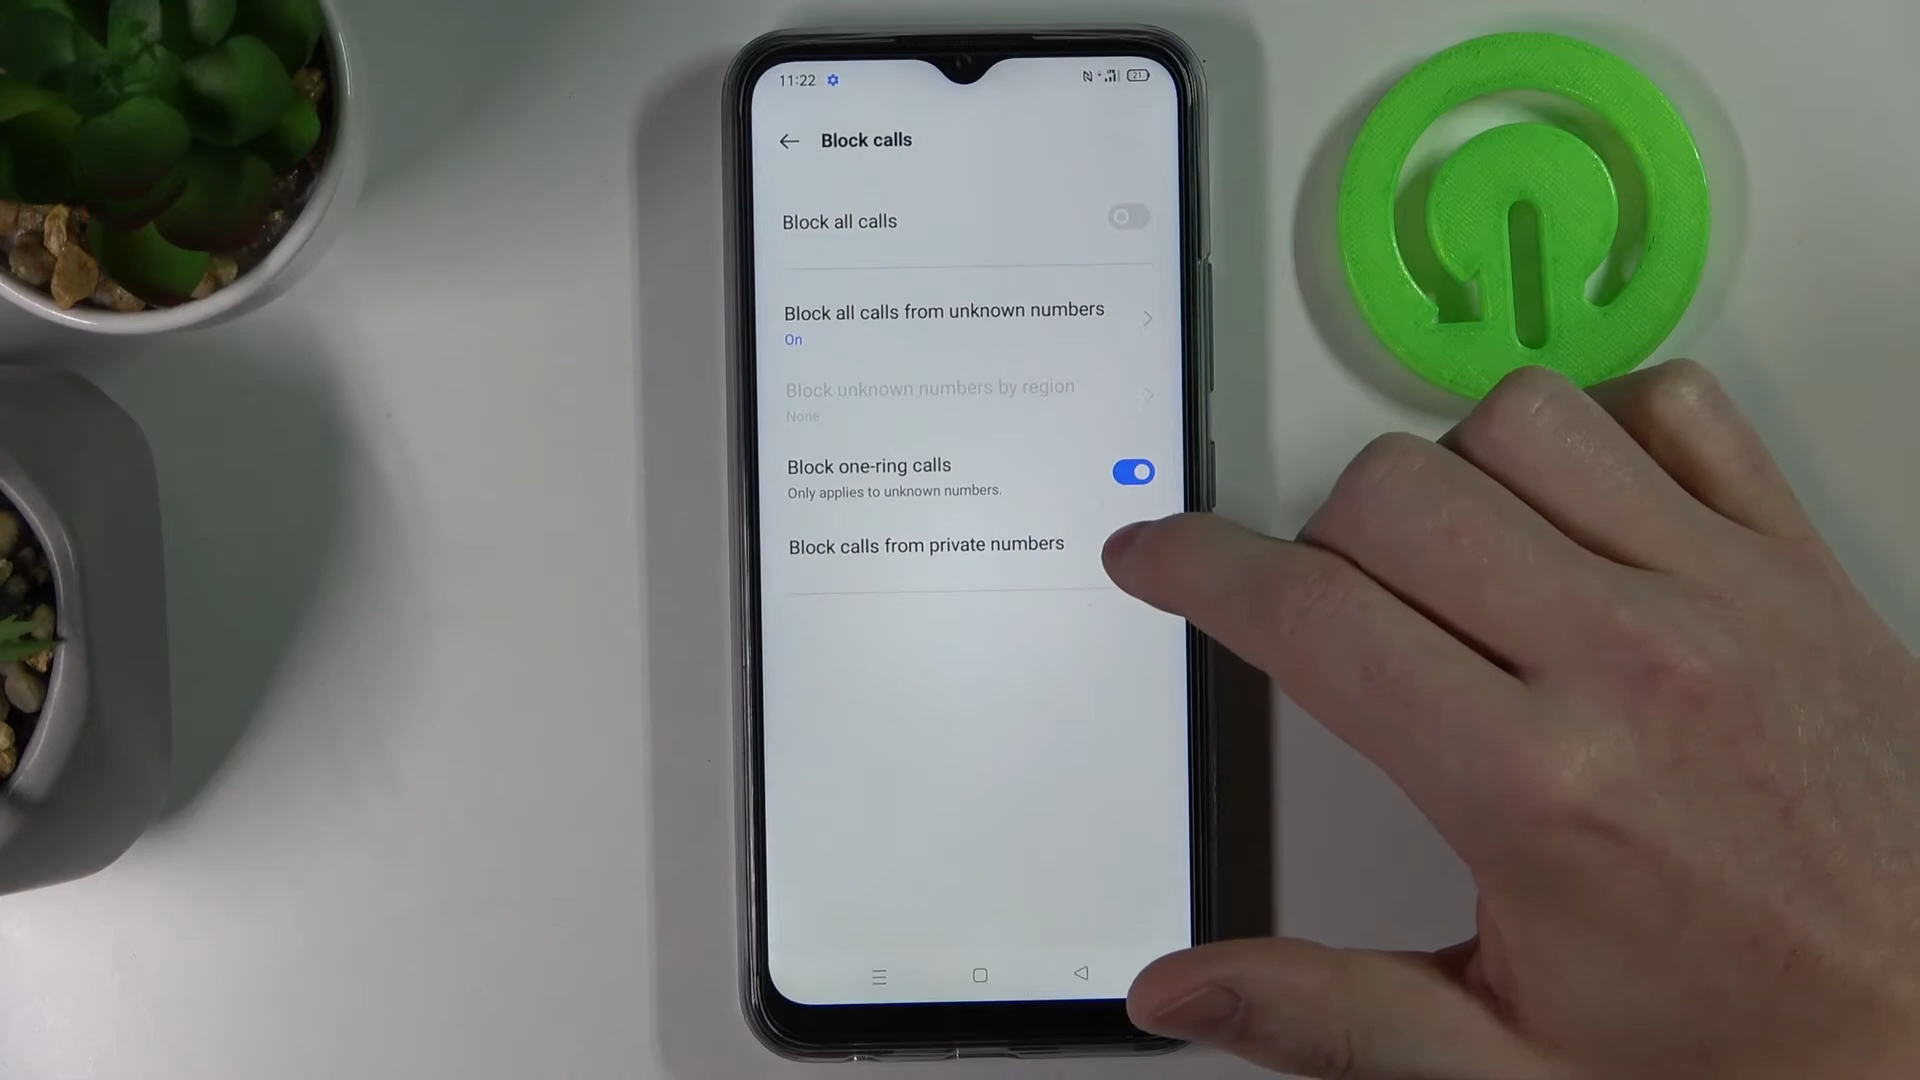 11:22
21
Block calls
Block all calls
Block all calls from unknown numbers
On
Block unknown numbers by region
None
Block one-ring calls
Only applies to unknown numbers.
Block calls from private numbers